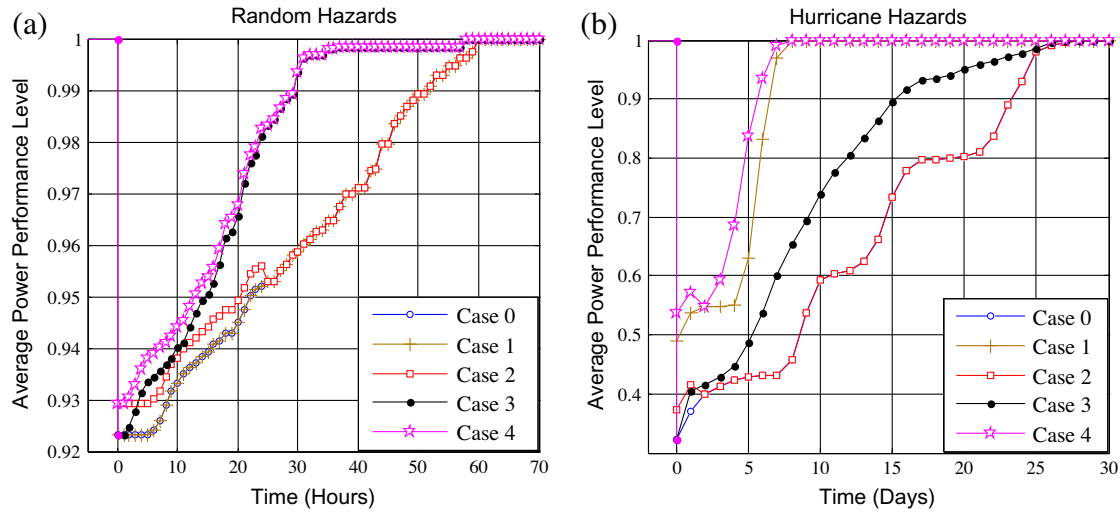 (a)
Random Hazards
Average Power Performance Level
1
0.99
0.98
0.97
0.96
0.95
0.94
0.93
0.92
0
10
20
30
40
50
60
70
Time (Hours)
Case 0
Case 1
Case 2
Case 3
Case 4
(b)
Hurricane Hazards
Average Power Performance Level
1
0.9
0.8
0.7
0.6
0.5
0.4
0
5
10
15
20
25
30
Time (Days)
Case 0
Case 1
Case 2
Case 3
Case 4